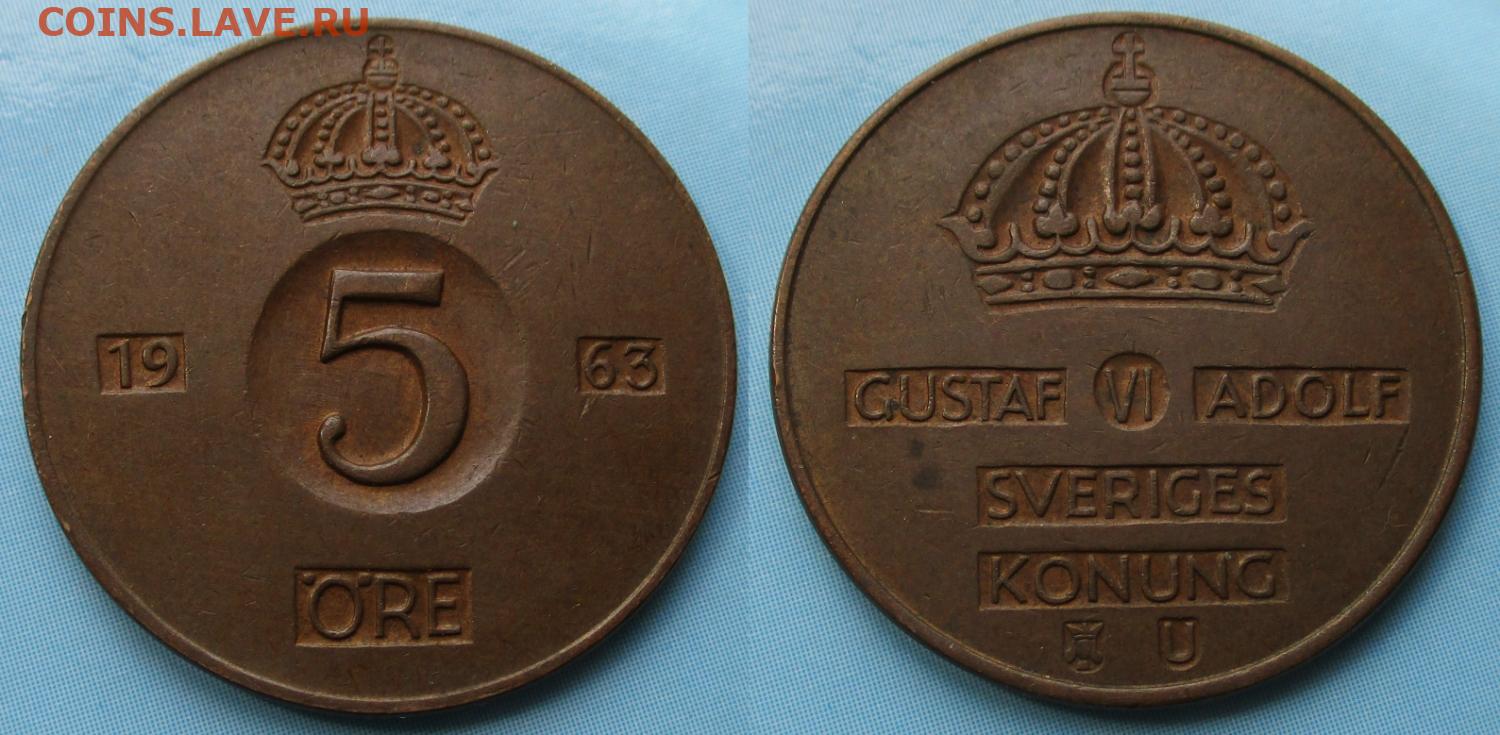 COINS.LAVE.RU
5
19 63
ÖRE
GUSTAF VI ADOLF
SVERIGES
KONUNG
U